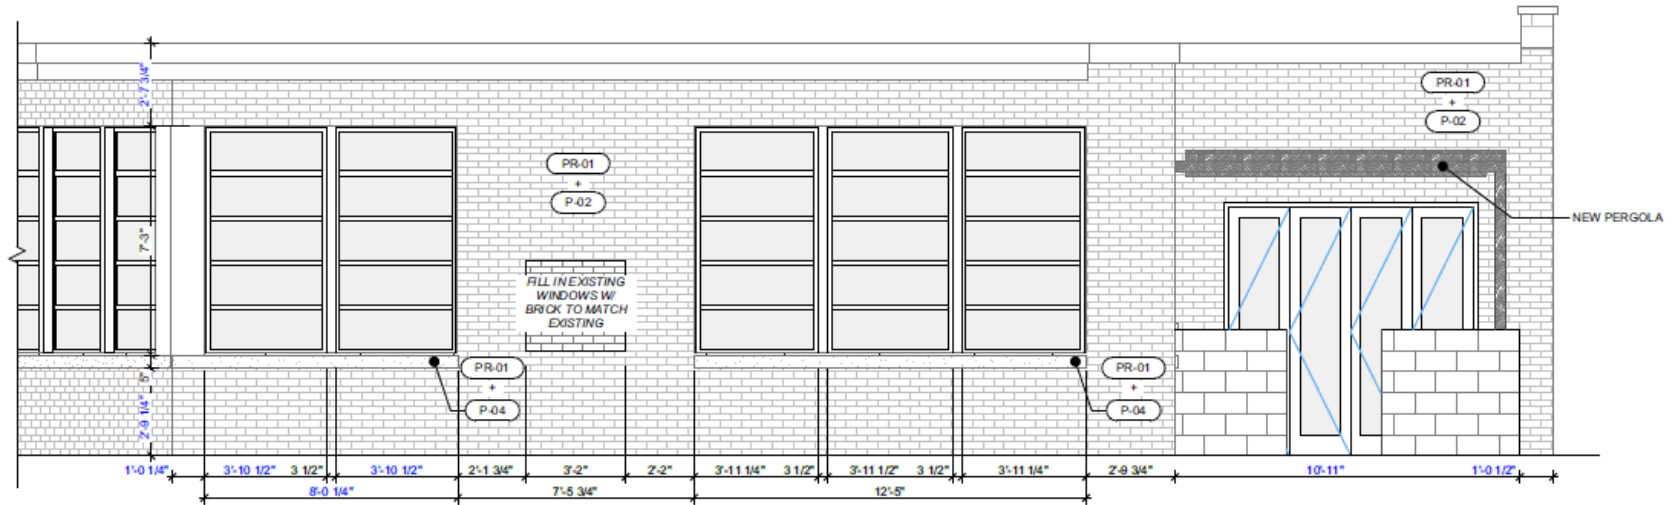 2'-7 3/4"
7'-3"
5"
2'-9 1/4"
PR-01
+
P-02
PR-01
+
P-02
NEW PERGOLA
FILL IN EXISTING
WINDOWS W/
BRICK TO MATCH
EXISTING
PR-01
+
P-04
PR-01
+
P-04
1'-0 1/4" 3'-10 1/2" 3 1/2" 3'-10 1/2" 2'-1 3/4" 3'-2" 2'-2" 3'-11 1/4" 3 1/2" 3'-11 1/2" 3 1/2" 3'-11 1/4" 2'-9 3/4" 10'-11" 1'-0 1/2"
8'-0 1/4" 7'-5 3/4" 12'-5"